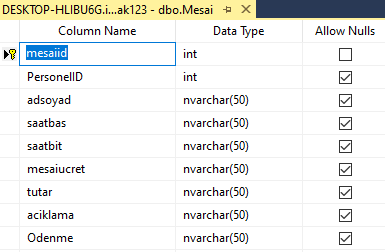 DESKTOP-HLIBU6G.i...ak123 - dbo.Mesai
Column Name Data Type Allow Nulls
mesaiid int
PersonelID int
adsoyad nvarchar(50)
saatbas nvarchar(50)
saatbit nvarchar(50)
mesaiucret nvarchar(50)
tutar nvarchar(50)
aciklama nvarchar(50)
Odenme nvarchar(50)